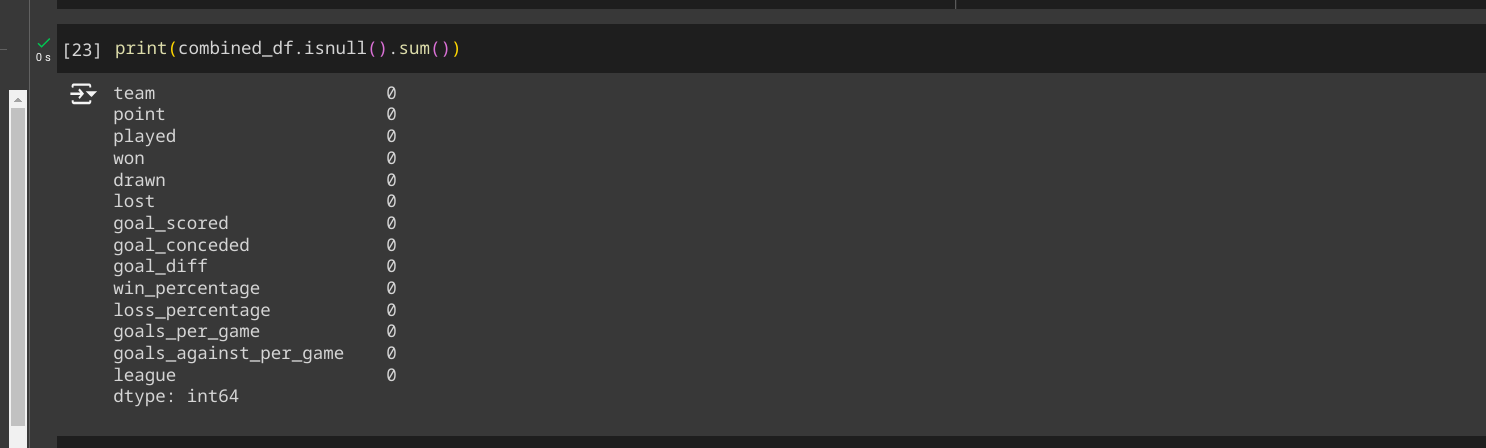 0 s
[23] print(combined_df.isnull().sum())
team 0
point 0
played 0
won 0
drawn 0
lost 0
goal_scored 0
goal_conceded 0
goal_diff 0
win_percentage 0
loss_percentage 0
goals_per_game 0
goals_against_per_game 0
league 0
dtype: int64